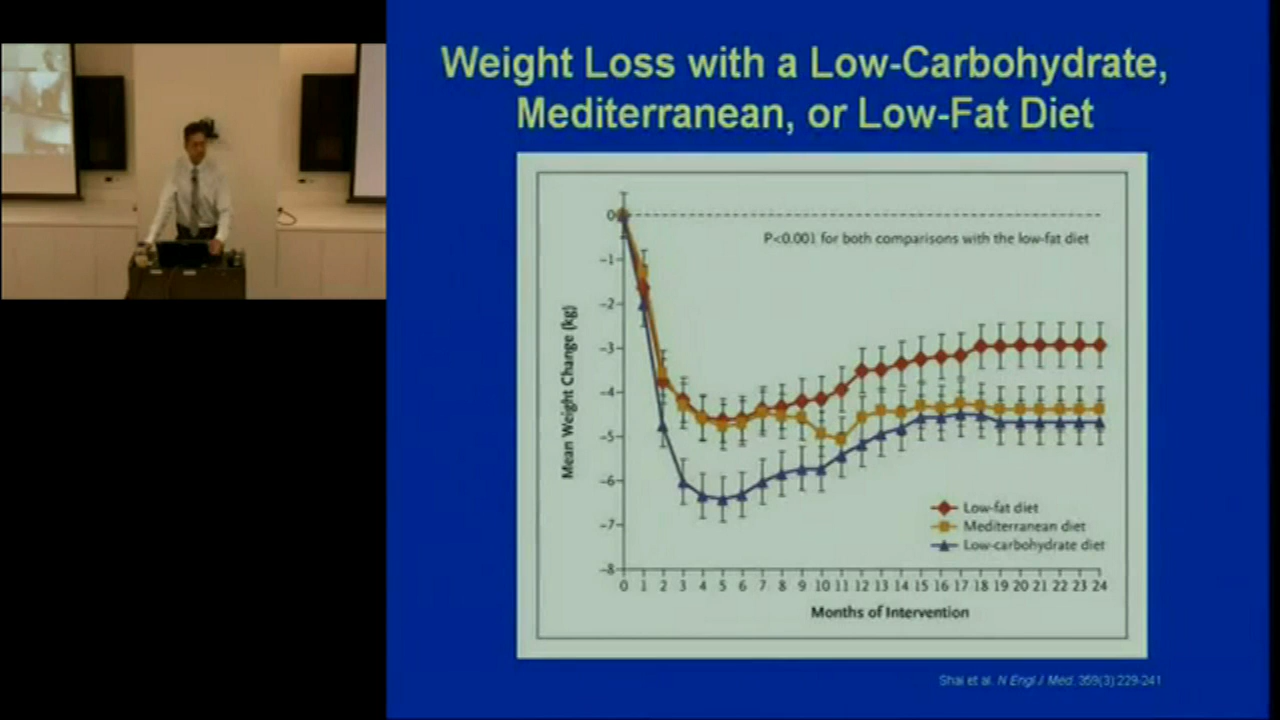 Weight Loss with a Low-Carbohydrate,
Mediterranean, or Low-Fat Diet
0
P<0.001 for both comparisons with the low-fat diet
-1
-2
-3
-4
-5
-6
-7
-8
Mean Weight Change (kg)
Low-fat diet
Mediterranean diet
Low-carbohydrate diet
0 1 2 3 4 5 6 7 8 9 10 11 12 13 14 15 16 17 18 19 20 21 22 23 24
Months of Intervention
Shai et al. N Engl J Med. 359(3) 229-241